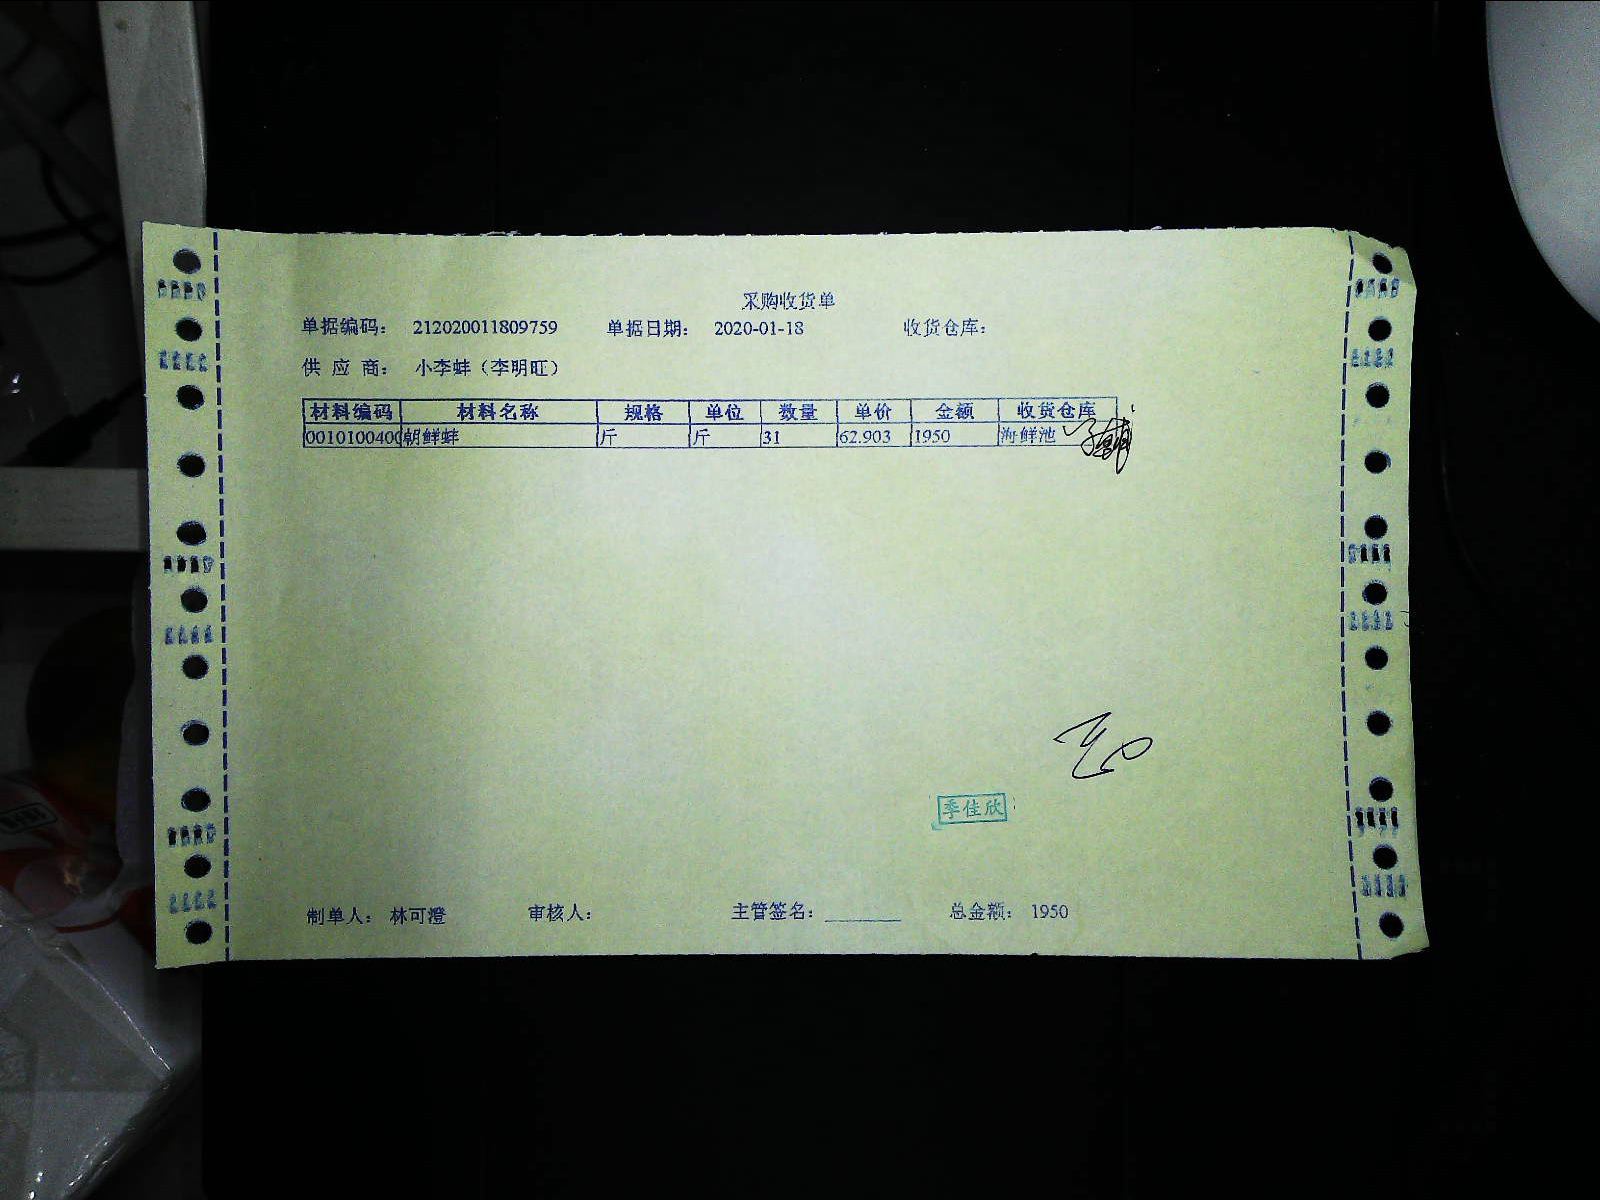 采购收货单
单据编码： 212020011809759 单据日期： 2020-01-18 收货仓库：
供 应 商： 小李蚌（李明旺）
材料编码 材料名称 规格 单位 数量 单价 金额 收货仓库
0010100400 朝鲜蚌 斤 斤 31 62.903 1950 海鲜池
季佳欣
制单人： 林可澄 审核人： 主管签名： 总金额： 1950